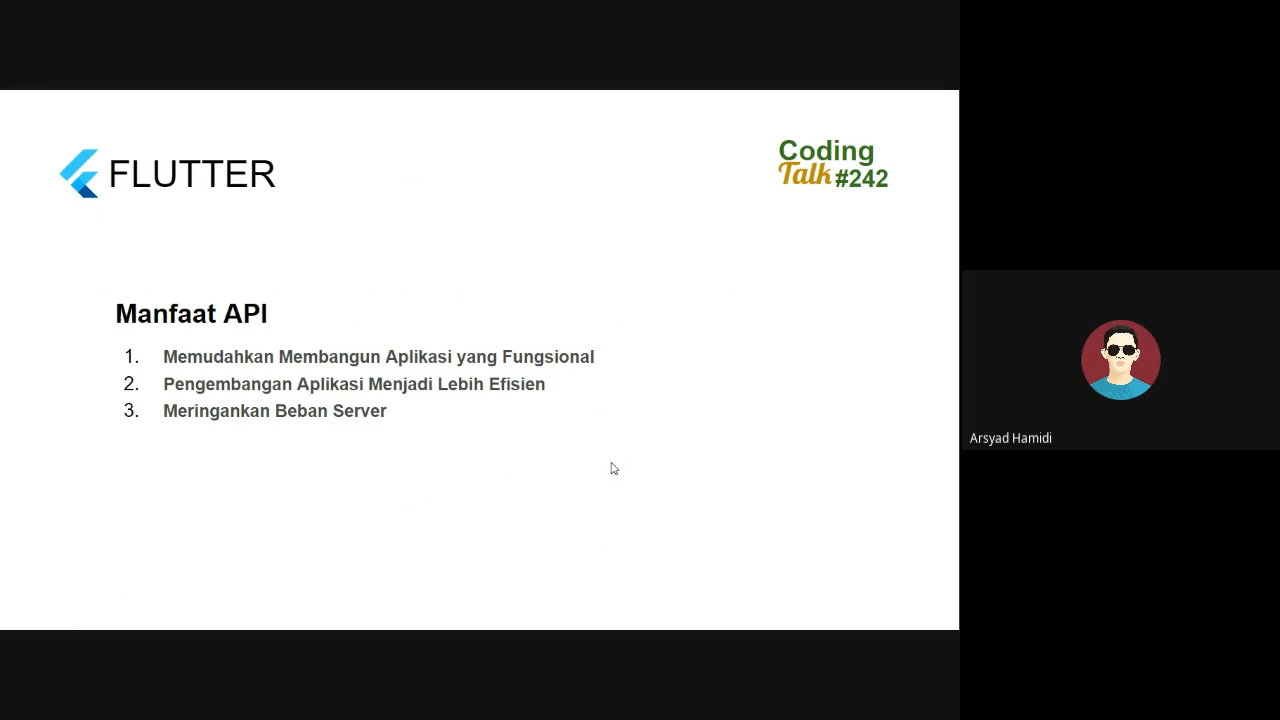 FLUTTER
Coding
Talk #242
Manfaat API
1. Memudahkan Membangun Aplikasi yang Fungsional
2. Pengembangan Aplikasi Menjadi Lebih Efisien
3. Meringankan Beban Server
Arsyad Hamidi